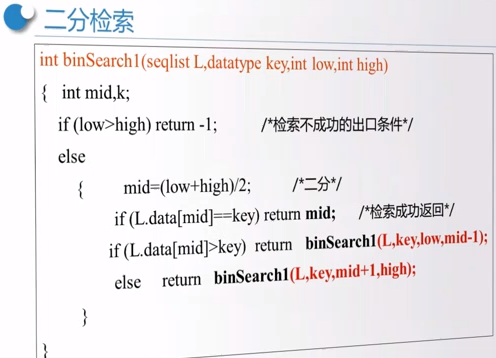 二分检索
int binSearch1(seqlist L,datatype key,int low,int high)
{ int mid,k;
if (low>high) return -1; /*检索不成功的出口条件*/
else
{ mid=(low+high)/2; /*二分*/
if (L.data[mid]==key) return mid; /*检索成功返回*/
if (L.data[mid]>key) return binSearch1(L,key,low,mid-1);
else return binSearch1(L,key,mid+1,high);
}
}